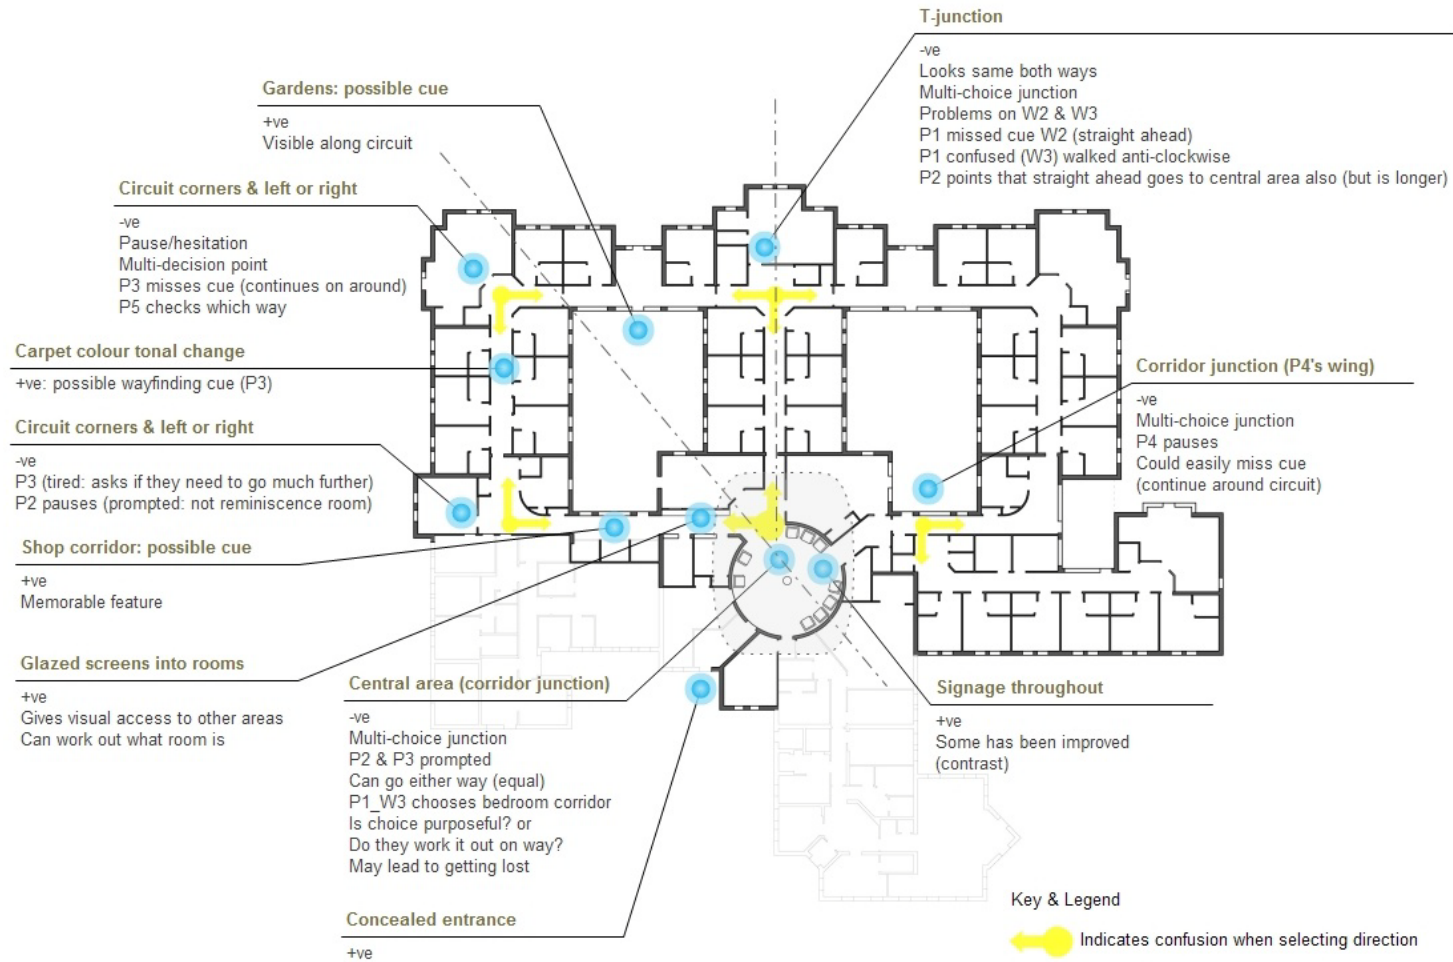 T-junction
-ve
Looks same both ways
Multi-choice junction
Problems on W2 & W3
P1 missed cue W2 (straight ahead)
P1 confused (W3) walked anti-clockwise
P2 points that straight ahead goes to central area also (but is longer)
Gardens: possible cue
+ve
Visible along circuit
Circuit corners & left or right
-ve
Pause/hesitation
Multi-decision point
P3 misses cue (continues on around)
P5 checks which way
Carpet colour tonal change
+ve: possible wayfinding cue (P3)
Corridor junction (P4's wing)
-ve
Multi-choice junction
P4 pauses
Could easily miss cue
(continue around circuit)
Circuit corners & left or right
-ve
P3 (tired: asks if they need to go much further)
P2 pauses (prompted: not reminiscence room)
Shop corridor: possible cue
+ve
Memorable feature
Glazed screens into rooms
+ve
Gives visual access to other areas
Can work out what room is
Central area (corridor junction)
-ve
Multi-choice junction
P2 & P3 prompted
Can go either way (equal)
P1_W3 chooses bedroom corridor
Is choice purposeful? or
Do they work it out on way?
May lead to getting lost
Signage throughout
+ve
Some has been improved
(contrast)
Concealed entrance
+ve
Key & Legend
Indicates confusion when selecting direction